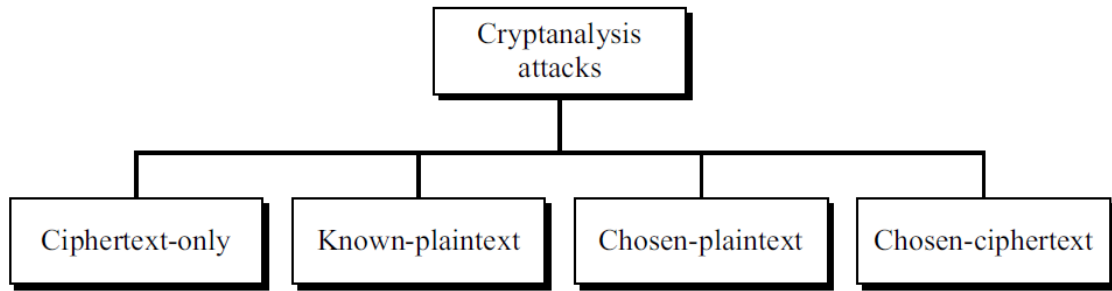 Cryptanalysis
attacks
Ciphertext-only
Known-plaintext
Chosen-plaintext
Chosen-ciphertext